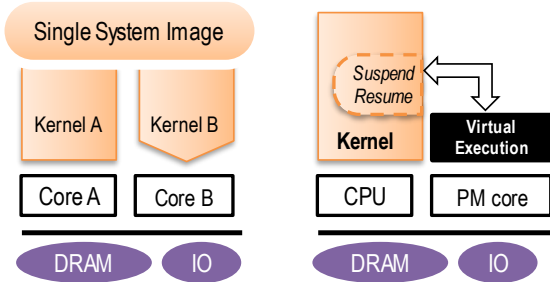 Single System Image
Kernel A
Kernel B
Core A
Core B
DRAM
IO
Suspend
Resume
Kernel
Virtual
Execution
CPU
PM core
DRAM
IO